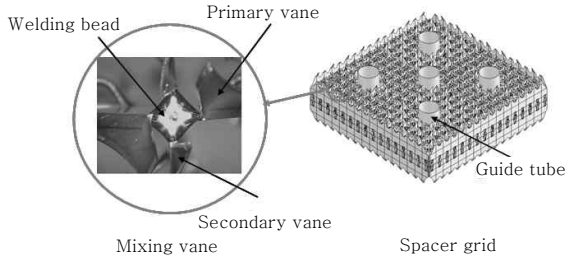 Welding bead
Primary vane
Guide tube
Secondary vane
Mixing vane
Spacer grid